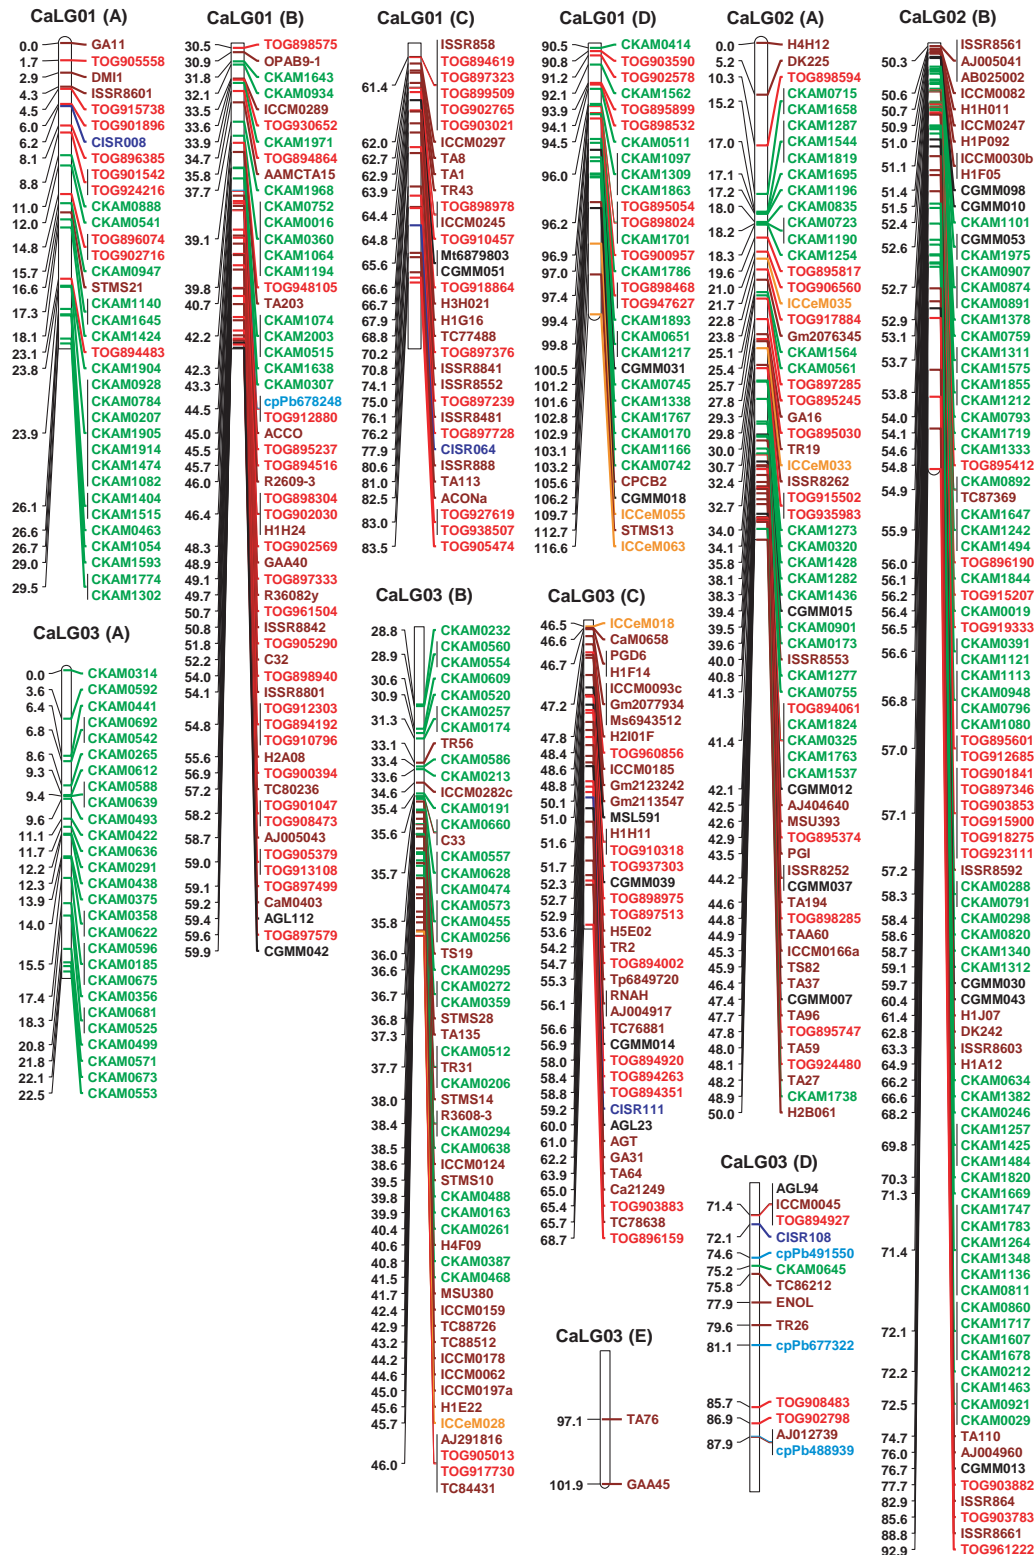 CaLG01 (A)
0.0 GA11
1.7 TOG905558
2.9 DMI1
4.3 ISSR8601
4.5 TOG915738
6.0 TOG901896
6.2 CISR008
8.1 TOG896385
TOG901542
8.8 TOG924216
11.0 CKAM0888
12.0 CKAM0541
TOG896074
14.8 TOG902716
15.7 CKAM0947
16.6 STMS21
CKAM1140
17.3 CKAM1645
18.1 CKAM1424
23.1 TOG894483
23.8 CKAM1904
CKAM0928
CKAM0784
CKAM0207
23.9 CKAM1905
CKAM1914
CKAM1474
CKAM1082
CKAM1404
26.1 CKAM1515
26.6 CKAM0463
26.7 CKAM1054
29.0 CKAM1593
CKAM1774
29.5 CKAM1302
CaLG01 (B)
30.5 TOG898575
30.9 OPAB9-1
31.8 CKAM1643
32.1 CKAM0934
33.5 ICCM0289
33.6 TOG930652
33.9 CKAM1971
34.7 TOG894864
35.8 AAMCTA15
37.7 CKAM1968
CKAM0752
CKAM0016
39.1 CKAM0360
CKAM1064
CKAM1194
39.8 TOG948105
40.7 TA203
CKAM1074
42.2 CKAM2003
CKAM0515
42.3 CKAM1638
43.3 CKAM0307
cpPb678248
44.5 TOG912880
45.0 ACCO
45.5 TOG895237
45.7 TOG894516
46.0 R2609-3
TOG898304
46.4 TOG902030
H1H24
48.3 TOG902569
48.9 GAA40
49.1 TOG897333
49.7 R36082y
50.7 TOG961504
50.8 ISSR8842
51.8 TOG905290
52.2 C32
54.0 TOG898940
54.1 ISSR8801
TOG912303
54.8 TOG894192
TOG910796
55.6 H2A08
56.9 TOG900394
57.2 TC80236
TOG901047
58.2 TOG908473
58.7 AJ005043
TOG905379
59.0 TOG913108
59.1 TOG897499
59.2 CaM0403
59.4 AGL112
59.6 TOG897579
59.9 CGMM042
CaLG01 (C)
ISSR858
TOG894619
TOG897323
61.4 TOG899509
TOG902765
TOG903021
62.0 ICCM0297
62.7 TA8
62.9 TA1
63.9 TR43
TOG898978
64.4 ICCM0245
64.8 TOG910457
Mt6879803
65.6 CGMM051
66.6 TOG918864
66.7 H3H021
67.9 H1G16
68.8 TC77488
70.2 TOG897376
70.8 ISSR8841
74.1 ISSR8552
75.0 TOG897239
76.1 ISSR8481
76.2 TOG897728
77.9 CISR064
80.6 ISSR888
81.0 TA113
82.5 ACONa
TOG927619
83.0 TOG938507
83.5 TOG905474
CaLG01 (D)
90.5 CKAM0414
90.8 TOG903590
91.2 TOG902578
92.1 CKAM1562
93.9 TOG895899
94.1 TOG898532
94.5 CKAM0511
CKAM1097
96.0 CKAM1309
CKAM1863
TOG895054
96.2 TOG898024
CKAM1701
96.9 TOG900957
97.0 CKAM1786
TOG898468
97.4 TOG947627
99.4 CKAM1893
CKAM0651
99.8 CKAM1217
100.5 CGMM031
101.2 CKAM0745
101.6 CKAM1338
102.8 CKAM1767
102.9 CKAM0170
103.1 CKAM1166
103.2 CKAM0742
105.6 CPCB2
106.2 CGMM018
109.7 ICCeM055
112.7 STMS13
116.6 ICCeM063
CaLG02 (A)
0.0 H4H12
5.2 DK225
10.3 TOG898594
CKAM0715
15.2 CKAM1658
CKAM1287
17.0 CKAM1544
CKAM1819
17.1 CKAM1695
17.2 CKAM1196
18.0 CKAM0835
CKAM0723
18.2 CKAM1190
18.3 CKAM1254
19.6 TOG895817
21.0 TOG906560
21.7 ICCeM035
22.8 TOG917884
23.8 Gm2076345
25.1 CKAM1564
25.4 CKAM0561
25.7 TOG897285
27.8 TOG895245
29.3 GA16
29.8 TOG895030
30.0 TR19
30.7 ICCeM033
32.4 ISSR8262
TOG915502
32.7 TOG935983
34.0 CKAM1273
34.1 CKAM0320
35.8 CKAM1428
38.1 CKAM1282
38.3 CKAM1436
39.4 CGMM015
39.5 CKAM0901
39.6 CKAM0173
40.0 ISSR8553
40.8 CKAM1277
41.3 CKAM0755
TOG894061
CKAM1824
41.4 CKAM0325
CKAM1763
CKAM1537
42.1 CGMM012
42.5 AJ404640
42.6 MSU393
42.9 TOG895374
43.5 PGI
ISSR8252
44.2 CGMM037
44.6 TA194
44.8 TOG898285
44.9 TAA60
45.3 ICCM0166a
45.9 TS82
46.4 TA37
47.4 CGMM007
47.7 TA96
47.8 TOG895747
48.0 TA59
48.1 TOG924480
48.2 TA27
48.9 CKAM1738
50.0 H2B061
CaLG02 (B)
ISSR8561
50.3 AJ005041
AB025002
50.6 ICCM0082
50.7 H1H011
50.9 ICCM0247
51.0 H1P092
ICCM0030b
51.1 H1F05
51.4 CGMM098
51.5 CGMM010
52.4 CKAM1101
CGMM053
52.6 CKAM1975
CKAM0907
52.7 CKAM0874
CKAM0891
52.9 CKAM1378
53.1 CKAM0759
CKAM1311
53.7 CKAM1575
CKAM1855
53.8 CKAM1212
54.0 CKAM0793
54.1 CKAM1719
54.6 CKAM1333
54.8 TOG895412
CKAM0892
54.9 TC87369
CKAM1647
55.9 CKAM1242
CKAM1494
56.0 TOG896190
56.1 CKAM1844
56.2 TOG915207
56.4 CKAM0019
56.5 TOG919333
CKAM0391
56.6 CKAM1121
CKAM1113
CKAM0948
56.8 CKAM0796
CKAM1080
TOG895601
57.0 TOG912685
TOG901841
TOG897346
TOG903853
57.1 TOG915900
TOG918275
TOG923111
57.2 ISSR8592
CKAM0288
58.3 CKAM0791
58.4 CKAM0298
58.6 CKAM0820
58.7 CKAM1340
59.1 CKAM1312
59.7 CGMM030
60.4 CGMM043
61.4 H1J07
62.8 DK242
63.3 ISSR8603
64.9 H1A12
66.2 CKAM0634
66.6 CKAM1382
68.2 CKAM0246
CKAM1257
69.8 CKAM1425
CKAM1484
70.3 CKAM1820
71.3 CKAM1669
CKAM1747
CKAM1783
CKAM1264
71.4 CKAM1348
CKAM1136
CKAM0811
CKAM0860
CKAM1717
72.1 CKAM1607
CKAM1678
72.2 CKAM0212
CKAM1463
72.5 CKAM0921
CKAM0029
74.7 TA110
76.0 AJ004960
76.7 CGMM013
77.7 TOG903882
82.9 ISSR864
85.6 TOG903783
88.8 ISSR8661
92.9 TOG961222
CaLG03 (A)
0.0 CKAM0314
3.6 CKAM0592
6.4 CKAM0441
CKAM0692
6.8 CKAM0542
8.6 CKAM0265
9.3 CKAM0612
CKAM0588
9.4 CKAM0639
9.6 CKAM0493
11.1 CKAM0422
11.7 CKAM0636
12.2 CKAM0291
12.3 CKAM0438
13.9 CKAM0375
CKAM0358
14.0 CKAM0622
CKAM0596
15.5 CKAM0185
CKAM0675
17.4 CKAM0356
CKAM0681
18.3 CKAM0525
20.8 CKAM0499
21.8 CKAM0571
22.1 CKAM0673
22.5 CKAM0553
CaLG03 (B)
28.8 CKAM0232
CKAM0560
28.9 CKAM0554
30.6 CKAM0609
30.9 CKAM0520
CKAM0257
31.3 CKAM0174
33.1 TR56
33.4 CKAM0586
33.6 CKAM0213
34.6 ICCM0282c
35.4 CKAM0191
CKAM0660
35.6 C33
CKAM0557
35.7 CKAM0628
CKAM0474
CKAM0573
35.8 CKAM0455
CKAM0256
36.0 TS19
36.6 CKAM0295
CKAM0272
36.7 CKAM0359
36.8 STMS28
37.3 TA135
CKAM0512
37.7 TR31
CKAM0206
38.0 STMS14
R3608-3
38.4 CKAM0294
38.5 CKAM0638
38.6 ICCM0124
39.5 STMS10
39.8 CKAM0488
39.9 CKAM0163
40.4 CKAM0261
40.6 H4F09
40.8 CKAM0387
41.5 CKAM0468
41.7 MSU380
42.4 ICCM0159
42.9 TC88726
43.2 TC88512
44.2 ICCM0178
44.6 ICCM0062
45.0 ICCM0197a
45.6 H1E22
45.7 ICCeM028
AJ291816
TOG905013
46.0 TOG917730
TC84431
CaLG03 (C)
46.5 ICCeM018
46.6 CaM0658
PGD6
46.7 H1F14
ICCM0093c
47.2 Gm2077934
Ms6943512
47.8 H2I01F
48.4 TOG960856
48.6 ICCM0185
48.8 Gm2123242
50.1 Gm2113547
51.0 MSL591
H1H11
51.6 TOG910318
51.7 TOG937303
52.3 CGMM039
52.7 TOG898975
52.9 TOG897513
53.6 H5E02
54.2 TR2
54.7 TOG894002
55.3 Tp6849720
RNAH
56.1 AJ004917
56.6 TC76881
56.9 CGMM014
58.0 TOG894920
58.4 TOG894263
58.8 TOG894351
59.2 CISR111
60.0 AGL23
61.0 AGT
62.2 GA31
63.9 TA64
65.0 Ca21249
65.4 TOG903883
65.7 TC78638
68.7 TOG896159
CaLG03 (D)
AGL94
71.4 ICCM0045
TOG894927
72.1 CISR108
74.6 cpPb491550
75.2 CKAM0645
75.8 TC86212
77.9 ENOL
79.6 TR26
81.1 cpPb677322
85.7 TOG908483
86.9 TOG902798
AJ012739
87.9 cpPb488939
CaLG03 (E)
97.1 TA76
101.9 GAA45